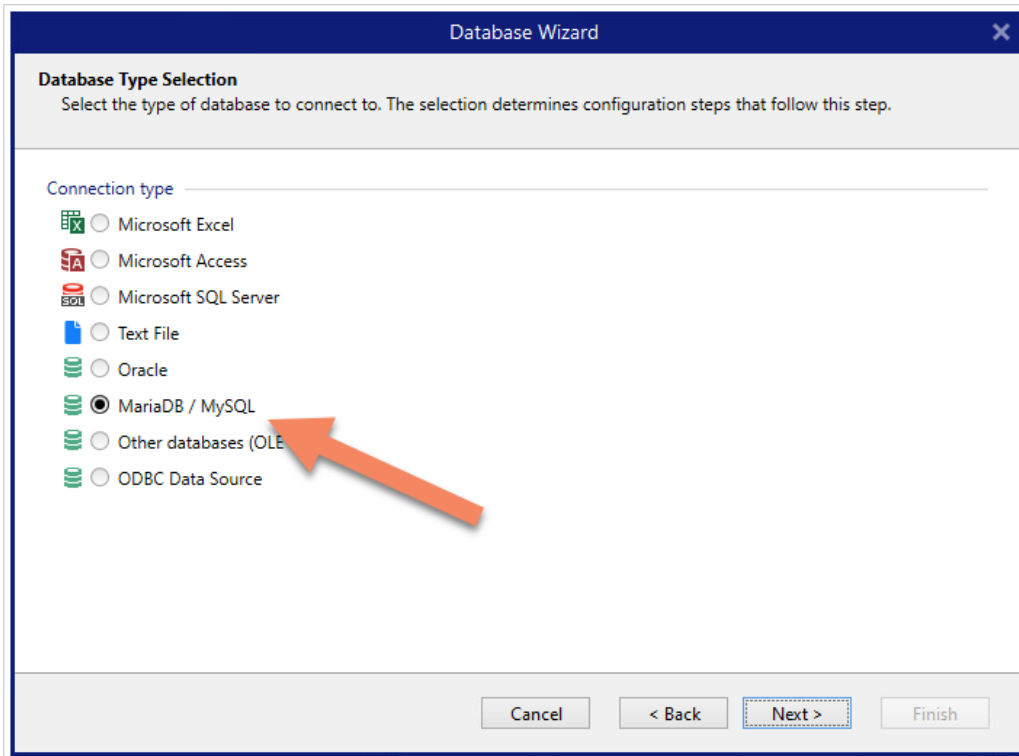 Database Wizard
Database Type Selection
Select the type of database to connect to. The selection determines configuration steps that follow this step.
Connection type
Microsoft Excel
Microsoft Access
SQL Microsoft SQL Server
Text File
Oracle
MariaDB / MySQL
Other databases (OLE
ODBC Data Source
Cancel
< Back
Next >
Finish